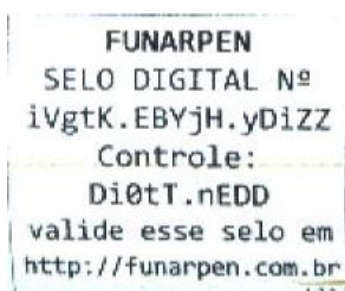 FUNARPEN
SELO DIGITAL Nº
iVgtK.EBYjH.yDiZZ
Controle:
Di0tT.nEDD
valide esse selo em
http://funarpen.com.br